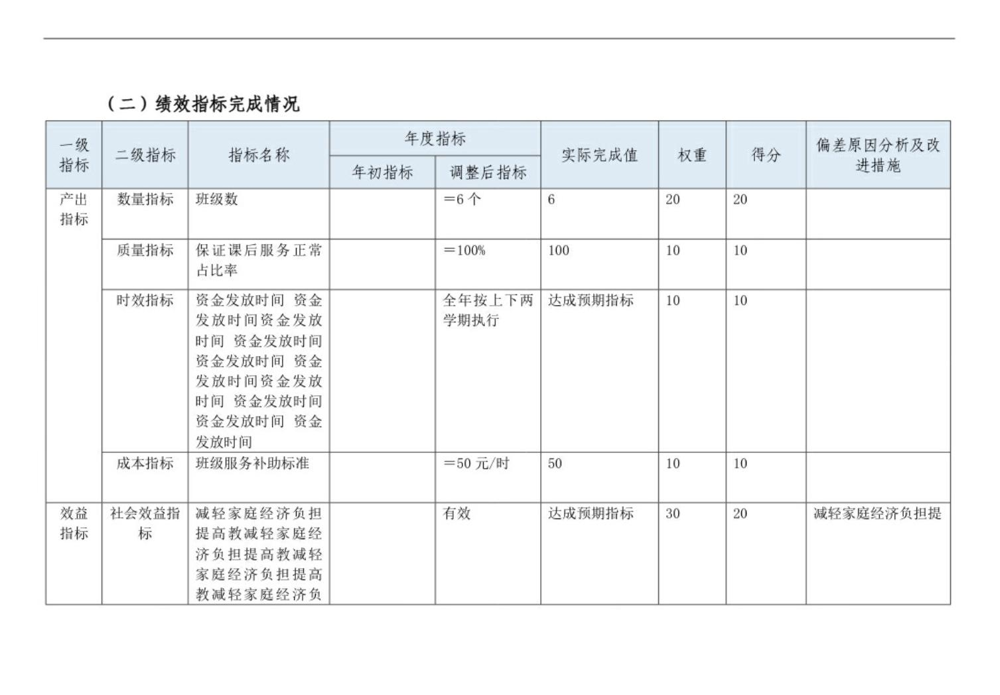 （二）绩效指标完成情况
一级
指标
二级指标
指标名称
年度指标
年初指标
调整后指标
实际完成值
权重
得分
偏差原因分析及改
进措施
产出
指标
数量指标
班级数
＝6 个
6
20
20
质量指标
保证课后服务正常
占比率
＝100%
100
10
10
时效指标
资金发放时间 资金
发放时间资金发放
时间 资金发放时间
资金发放时间 资金
发放时间资金发放
时间 资金发放时间
资金发放时间 资金
发放时间
全年按上下两
学期执行
达成预期指标
10
10
成本指标
班级服务补助标准
＝50 元/时
50
10
10
效益
指标
社会效益指
标
减轻家庭经济负担
提高教减轻家庭经
济负担提高教减轻
家庭经济负担提高
教减轻家庭经济负
有效
达成预期指标
30
20
减轻家庭经济负担提